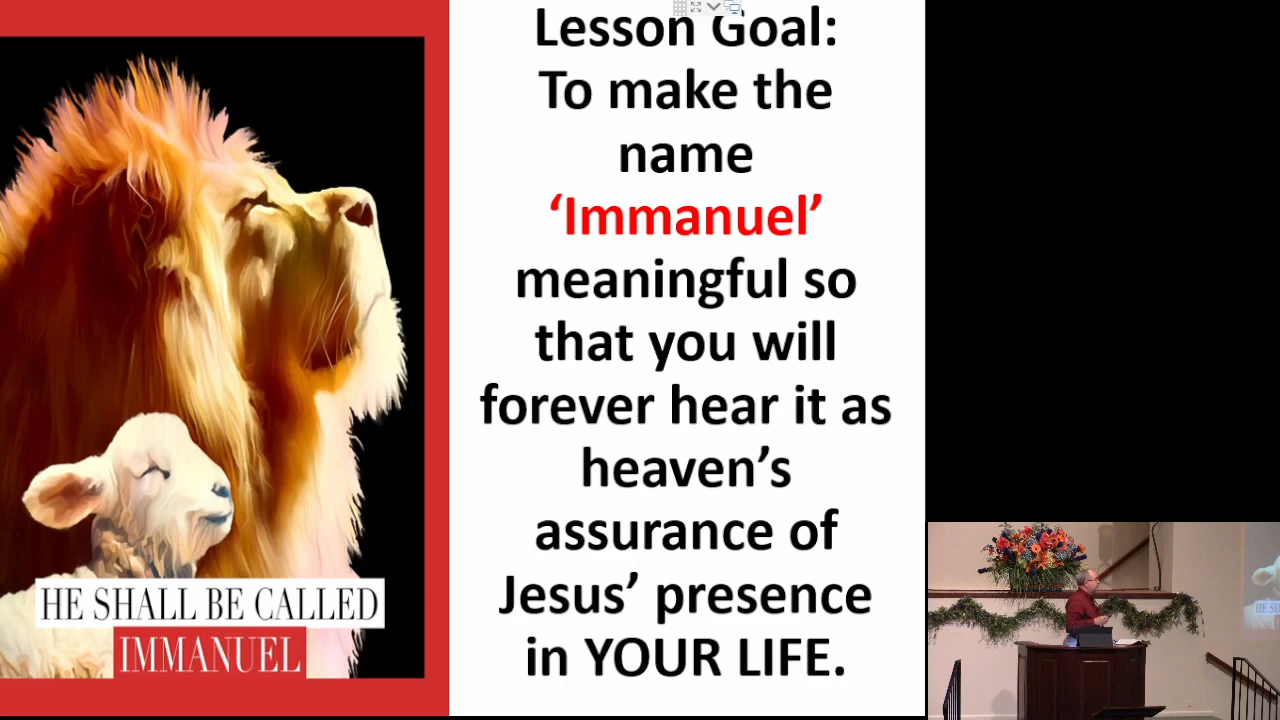 Lesson Goal:
To make the
name
‘Immanuel’
meaningful so
that you will
forever hear it as
heaven’s
assurance of
Jesus’ presence
in YOUR LIFE.
HE SHALL BE CALLED
IMMANUEL